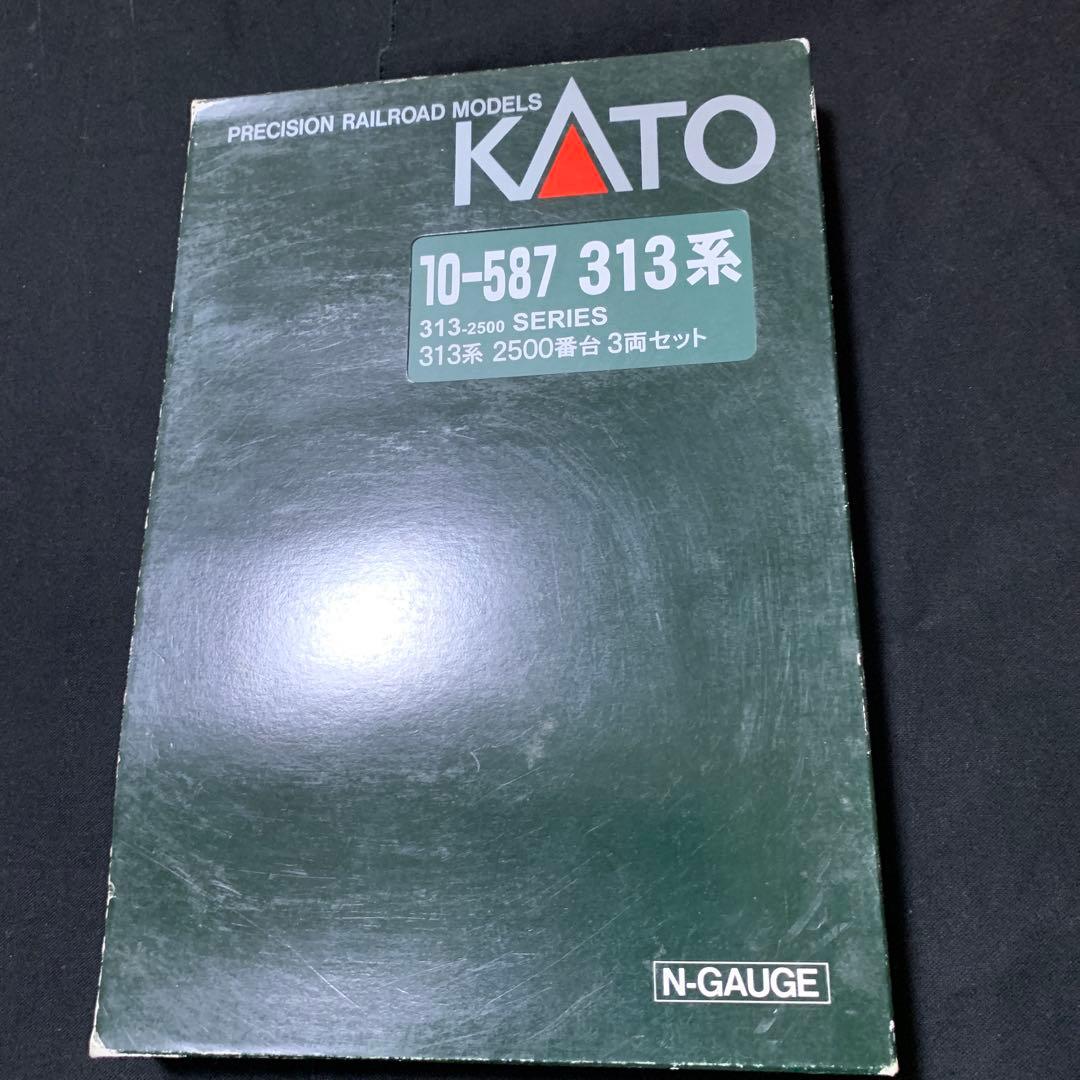 PRECISION RAILROAD MODELS
KATO
10-587 313系
313-2500 SERIES
313系 2500番台 3両セット
N-GAUGE